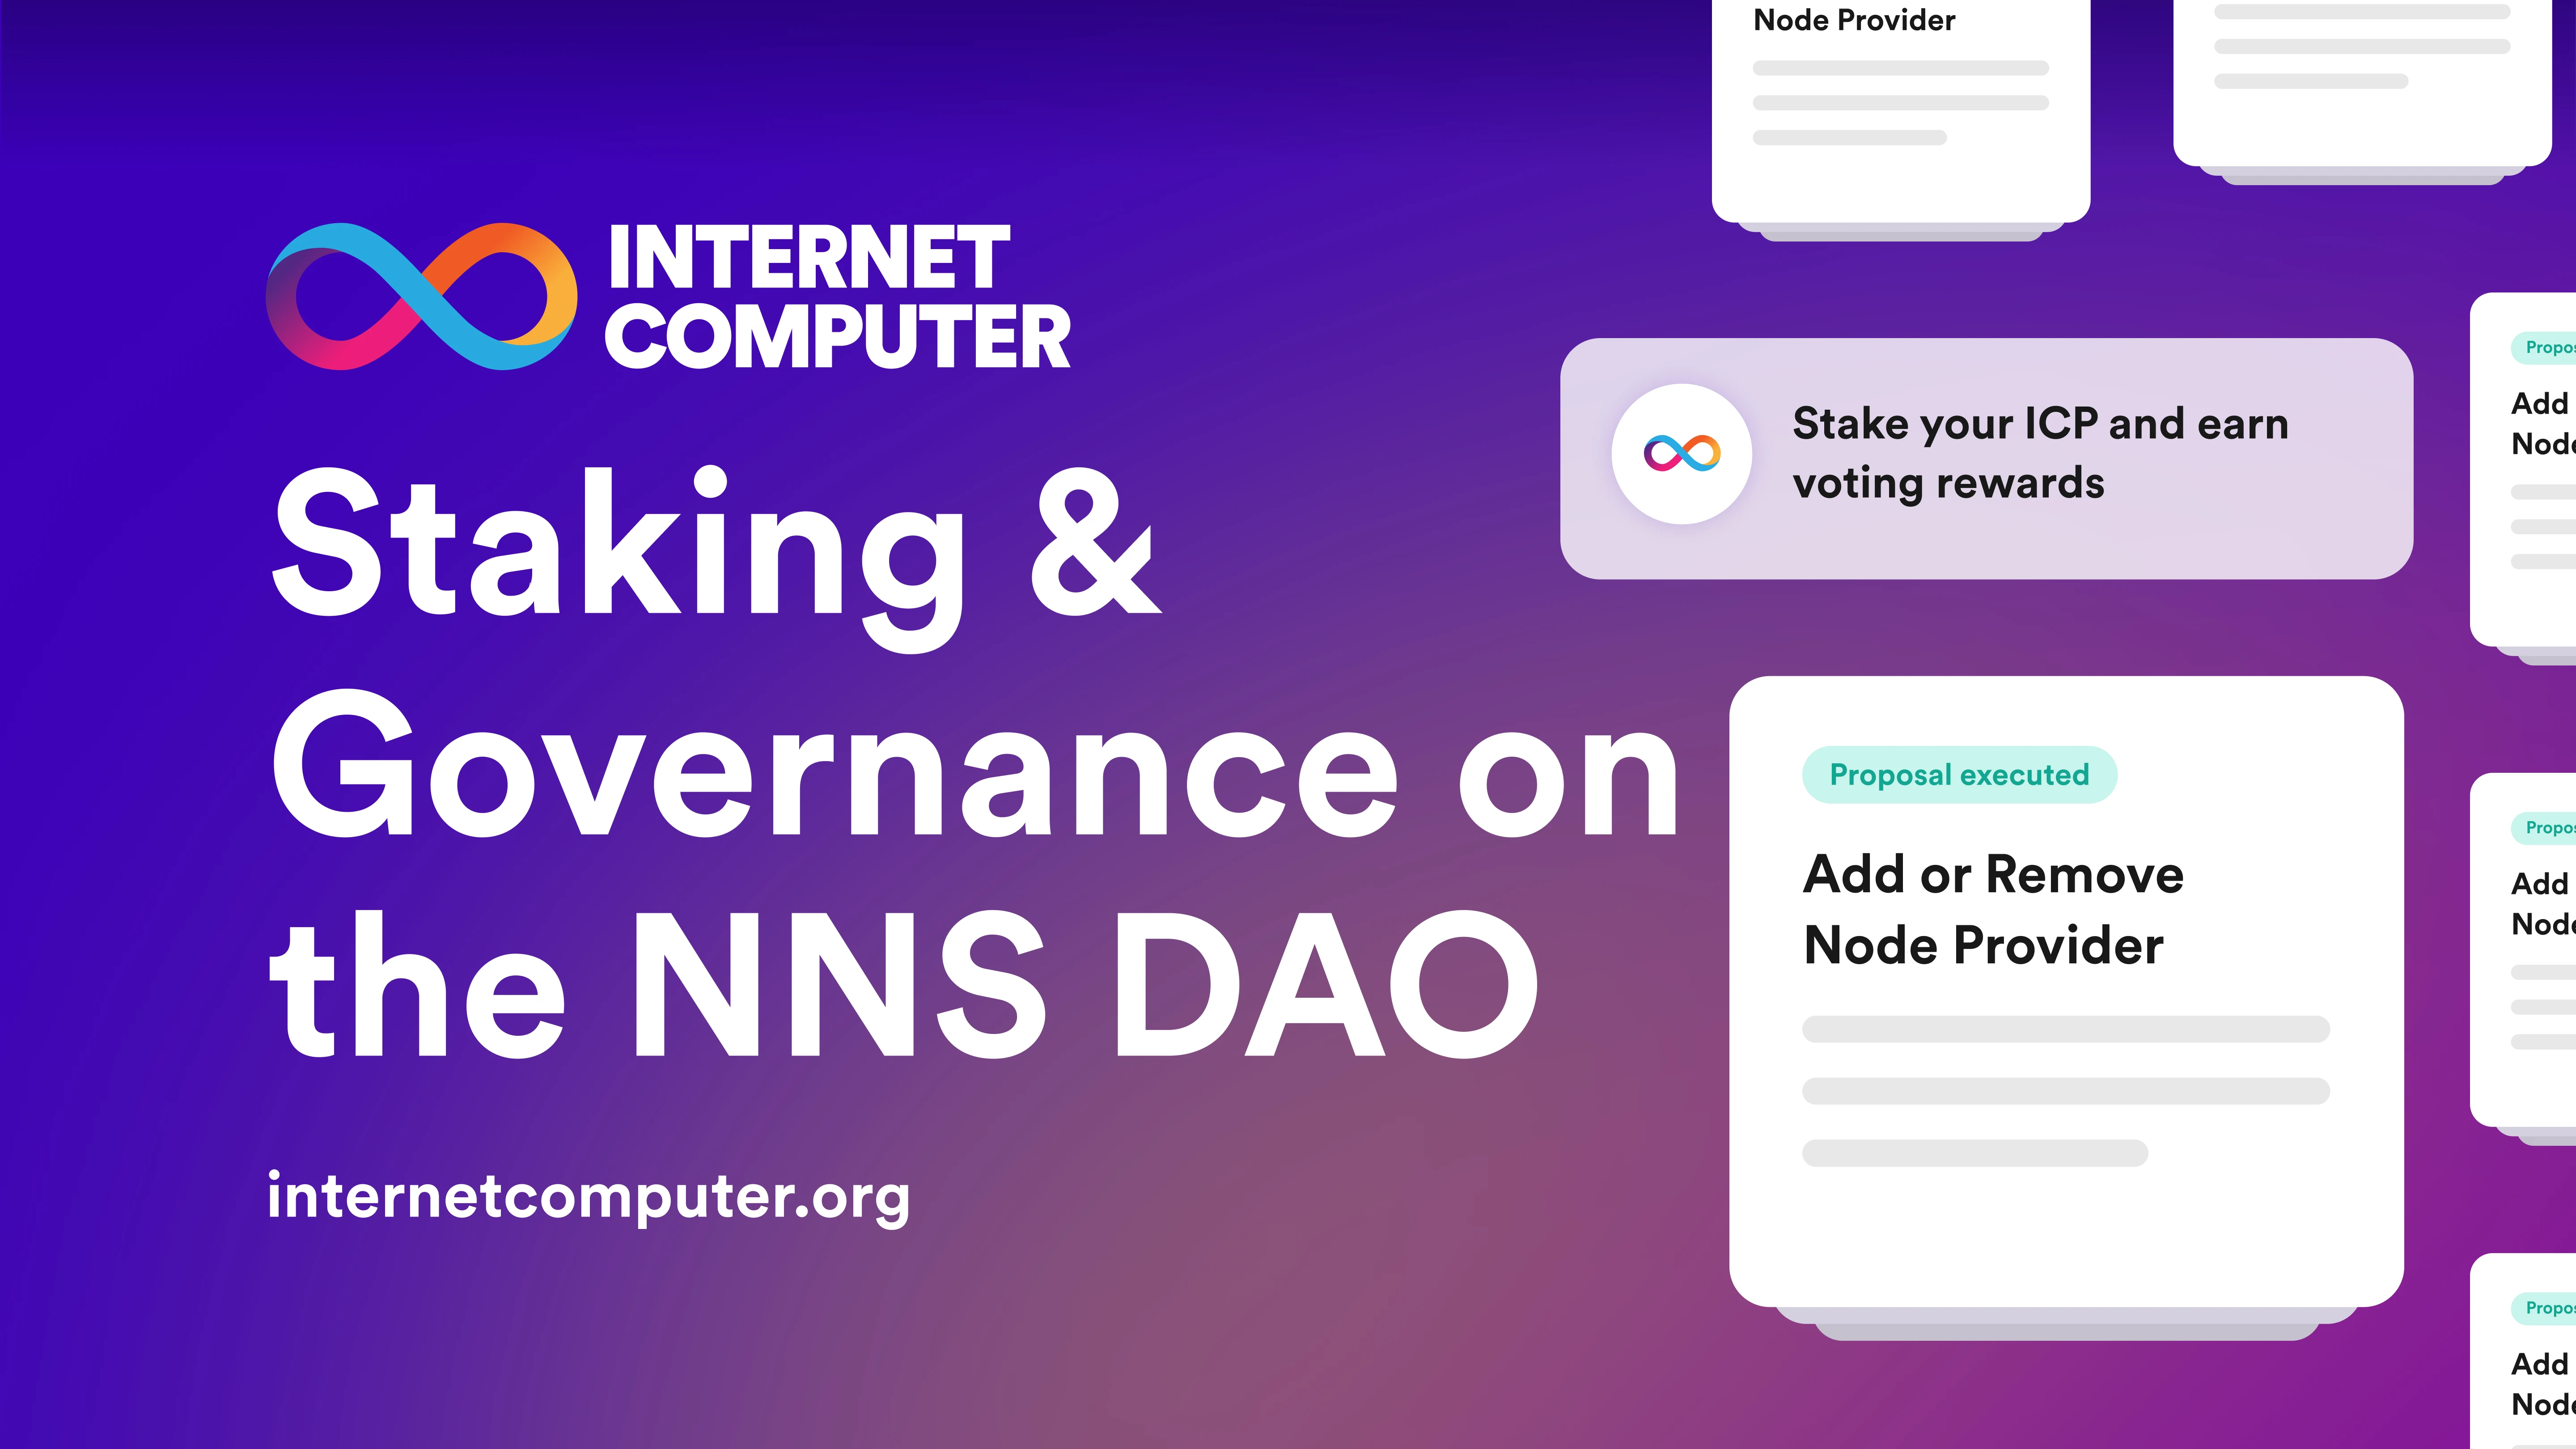 INTERNET
COMPUTER
Staking &
Governance on
the NNS DAO
internetcomputer.org
Node Provider
Stake your ICP and earn
voting rewards
Proposal executed
Add or Remove
Node Provider
Add
Add
Add